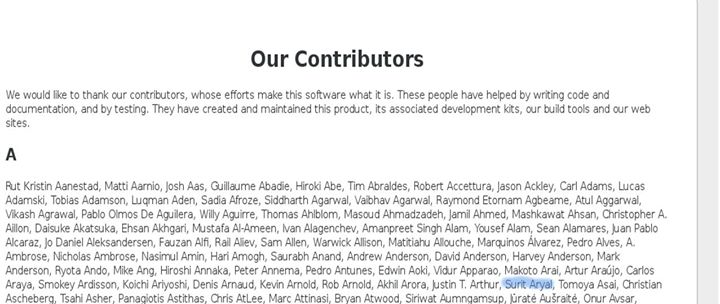 Our Contributors
We would like to thank our contributors, whose efforts make this software what it is. These people have helped by writing code and
documentation, and by testing. They have created and maintained this product, its associated development kits, our build tools and our web
sites.
A
Rut Kristin Aanestad, Matti Aarnio, Josh Aas, Guillaume Abadie, Hiroki Abe, Tim Abraldes, Robert Accettura, Jason Ackley, Carl Adams, Lucas
Adamski, Tobias Adamson, Luqman Aden, Sadia Afroze, Siddharth Agarwal, Vaibhav Agarwal, Raymond Etornam Agbeame, Atul Aggarwal,
Vikash Agrawal, Pablo Olmos De Aguilera, Willy Aguirre, Thomas Ahlblom, Masoud Ahmadzadeh, Jamil Ahmed, Mashkawat Ahsan, Christopher A.
Aillon, Daisuke Akatsuka, Ehsan Akhgari, Mustafa Al-Ameen, Ivan Alagenchev, Amanpreet Singh Alam, Yousef Alam, Sean Alamares, Juan Pablo
Alcaraz, Jo Daniel Aleksandersen, Fauzan Alfi, Rail Aliev, Sam Allen, Warwick Allison, Matitiahu Allouche, Marquinos Álvarez, Pedro Alves, A.
Ambrose, Nicholas Ambrose, Nasimul Amin, Hari Amogh, Saurabh Anand, Andrew Anderson, David Anderson, Harvey Anderson, Mark
Anderson, Ryota Ando, Mike Ang, Hiroshi Annaka, Peter Annema, Pedro Antunes, Edwin Aoki, Vidur Apparao, Makoto Arai, Artur Araújo, Carlos
Araya, Smokey Ardisson, Koichi Ariyoshi, Denis Arnaud, Kevin Arnold, Rob Arnold, Akhil Arora, Justin T. Arthur, Surit Aryal, Tomoya Asai, Christian
Ascheberg, Tsahi Asher, Panagiotis Astithas, Chris AtLee, Marc Attinasi, Bryan Atwood, Siriwat Aumngamsup, Jūratė Aušraitė, Onur Avsar,